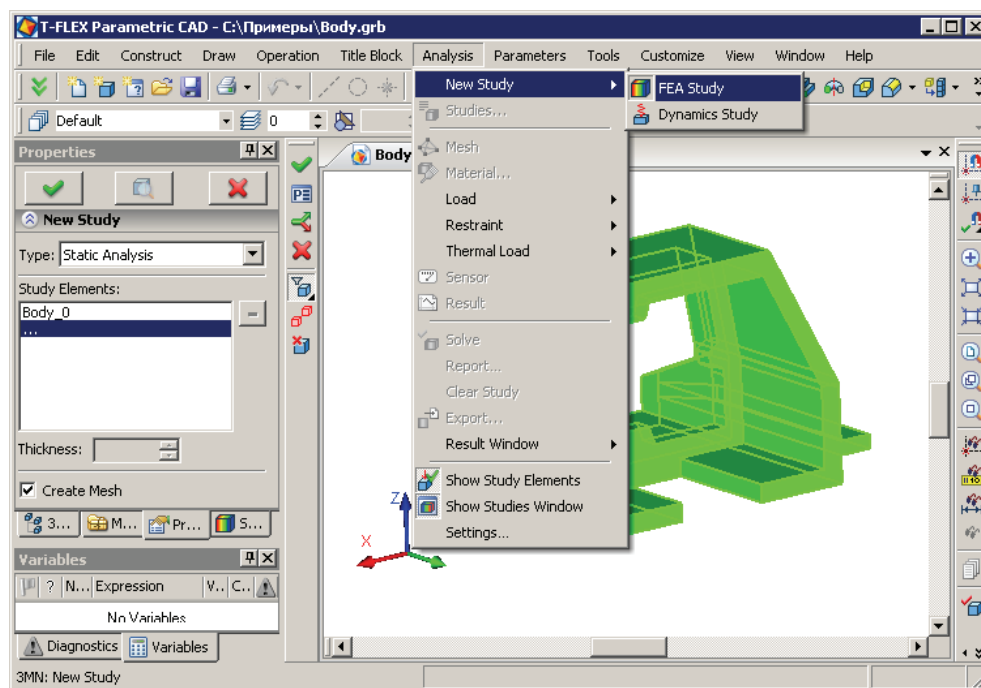 T-FLEX Parametric CAD - C:\Примеры\Body.grb
File Edit Construct Draw Operation Title Block Analysis Parameters Tools Customize View Window Help
Default 0
Properties
New Study
Type: Static Analysis
Study Elements:
Body_0
...
Thickness:
Create Mesh
3... M... Pr... S...
Variables
? N... Expression V.. C..
No Variables
Diagnostics Variables
3MN: New Study
Body
New Study
Studies...
Mesh
Material...
Load
Restraint
Thermal Load
Sensor
Result
Solve
Report...
Clear Study
Export...
Result Window
Show Study Elements
Show Studies Window
Settings...
FEA Study
Dynamics Study
Z
X